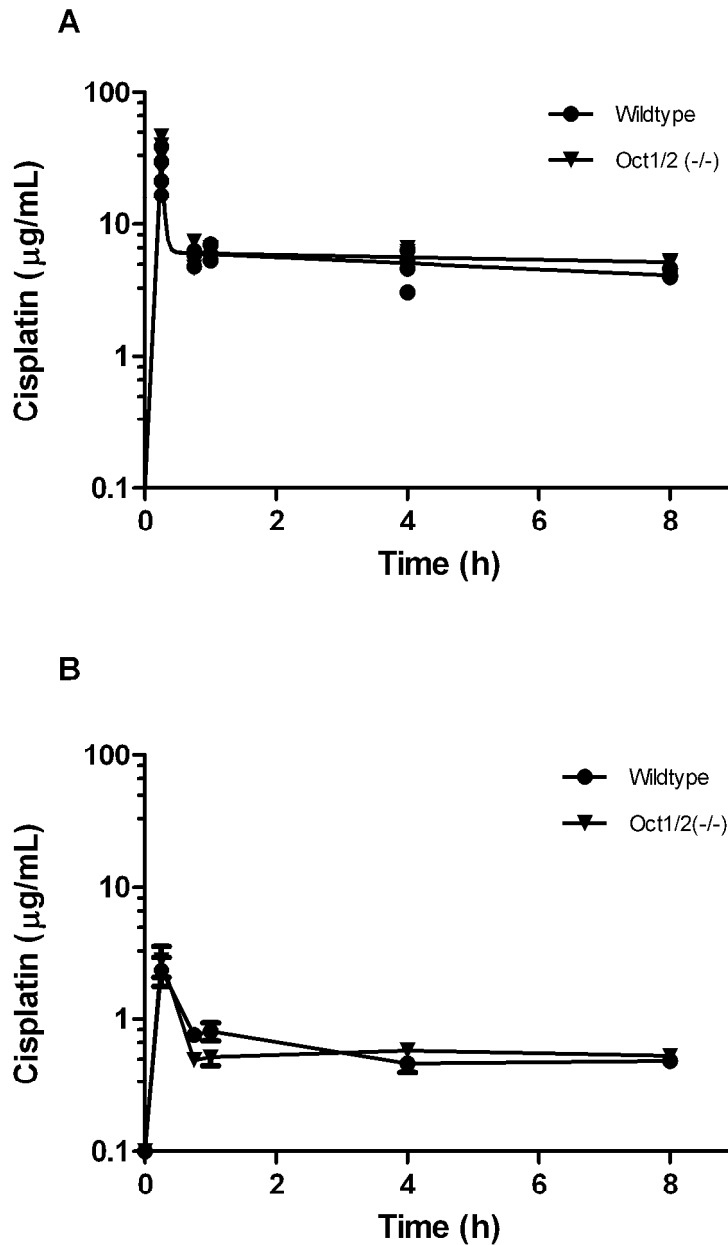 A
100
10
1
0.1
Cisplatin (μg/mL)
Wildtype
Oct1/2 (-/-)
0 2 4 6 8
Time (h)
B
100
10
1
0.1
Cisplatin (μg/mL)
Wildtype
Oct1/2(-/-)
0 2 4 6 8
Time (h)